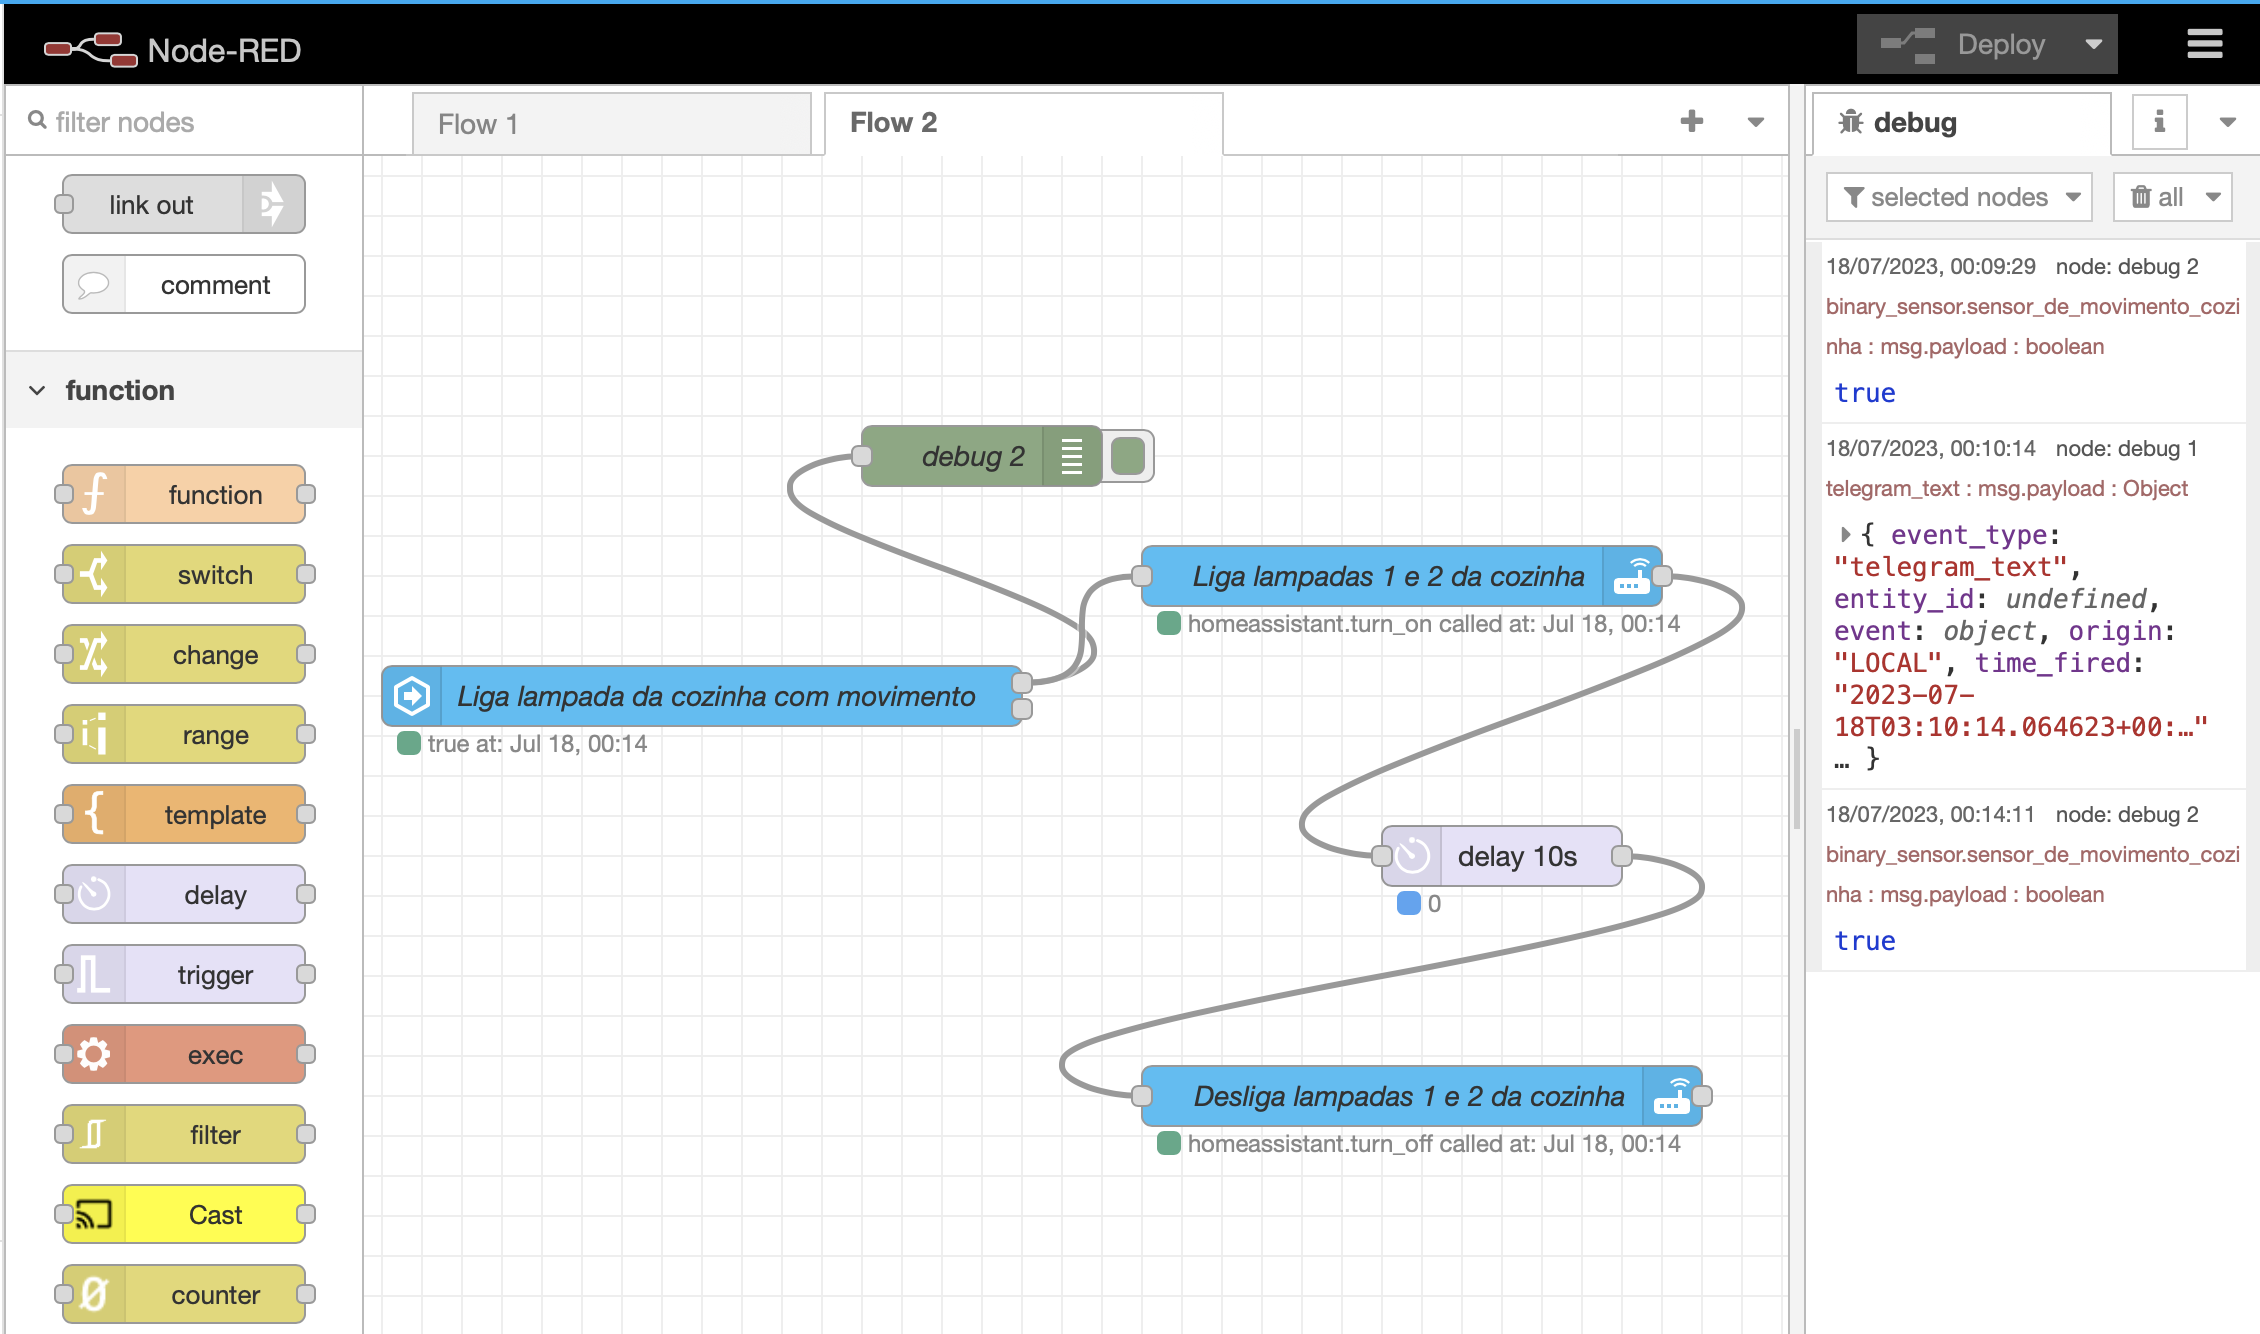 Node-RED
Deploy
filter nodes
Flow 1
Flow 2
debug
i
link out
comment
selected nodes
all
function
function
switch
change
range
template
delay
trigger
exec
filter
Cast
counter
debug 2
Liga lampadas 1 e 2 da cozinha
homeassistant.turn_on called at: Jul 18, 00:14
Liga lampada da cozinha com movimento
true at: Jul 18, 00:14
delay 10s
0
Desliga lampadas 1 e 2 da cozinha
homeassistant.turn_off called at: Jul 18, 00:14
18/07/2023, 00:09:29 node: debug 2
binary_sensor.sensor_de_movimento_cozi
nha : msg.payload : boolean
true
18/07/2023, 00:10:14 node: debug 1
telegram_text : msg.payload : Object
{ event_type:
"telegram_text",
entity_id: undefined,
event: object, origin:
"LOCAL", time_fired:
"2023-07-
18T03:10:14.064623+00:…"
… }
18/07/2023, 00:14:11 node: debug 2
binary_sensor.sensor_de_movimento_cozi
nha : msg.payload : boolean
true